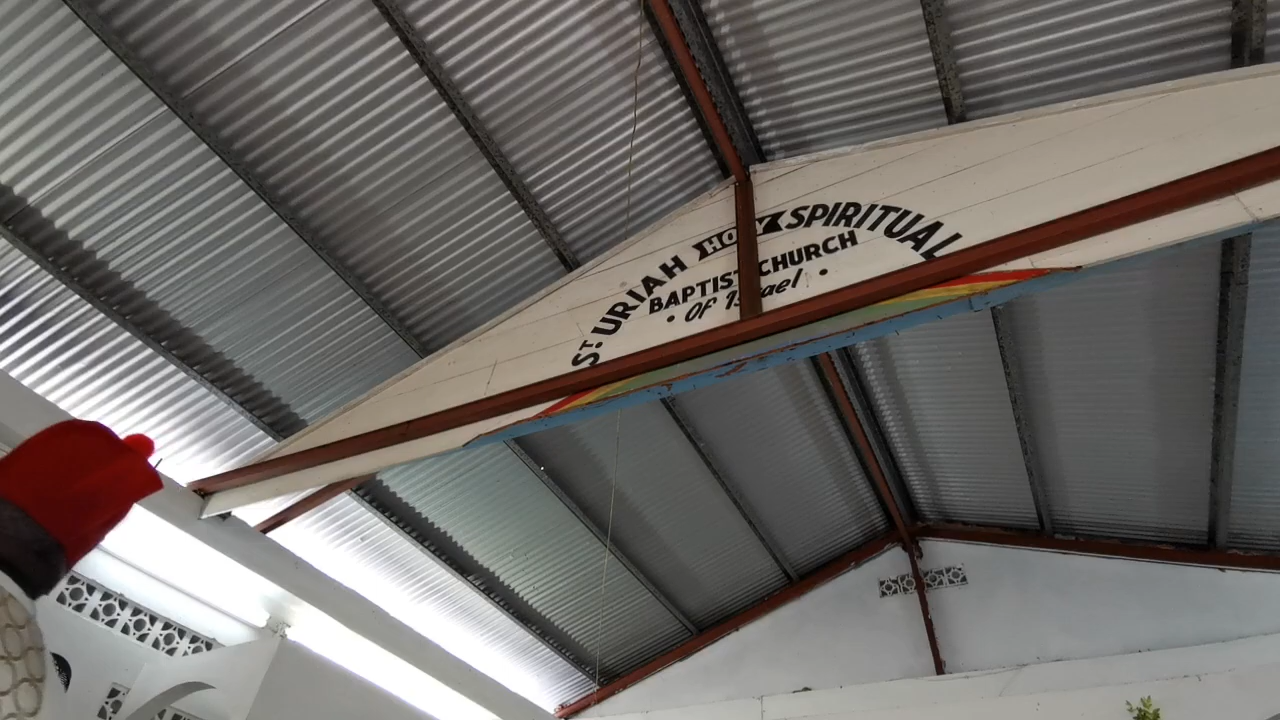 ST. URIAH HOLY SPIRITUAL
BAPTIST CHURCH
• OF Israel •